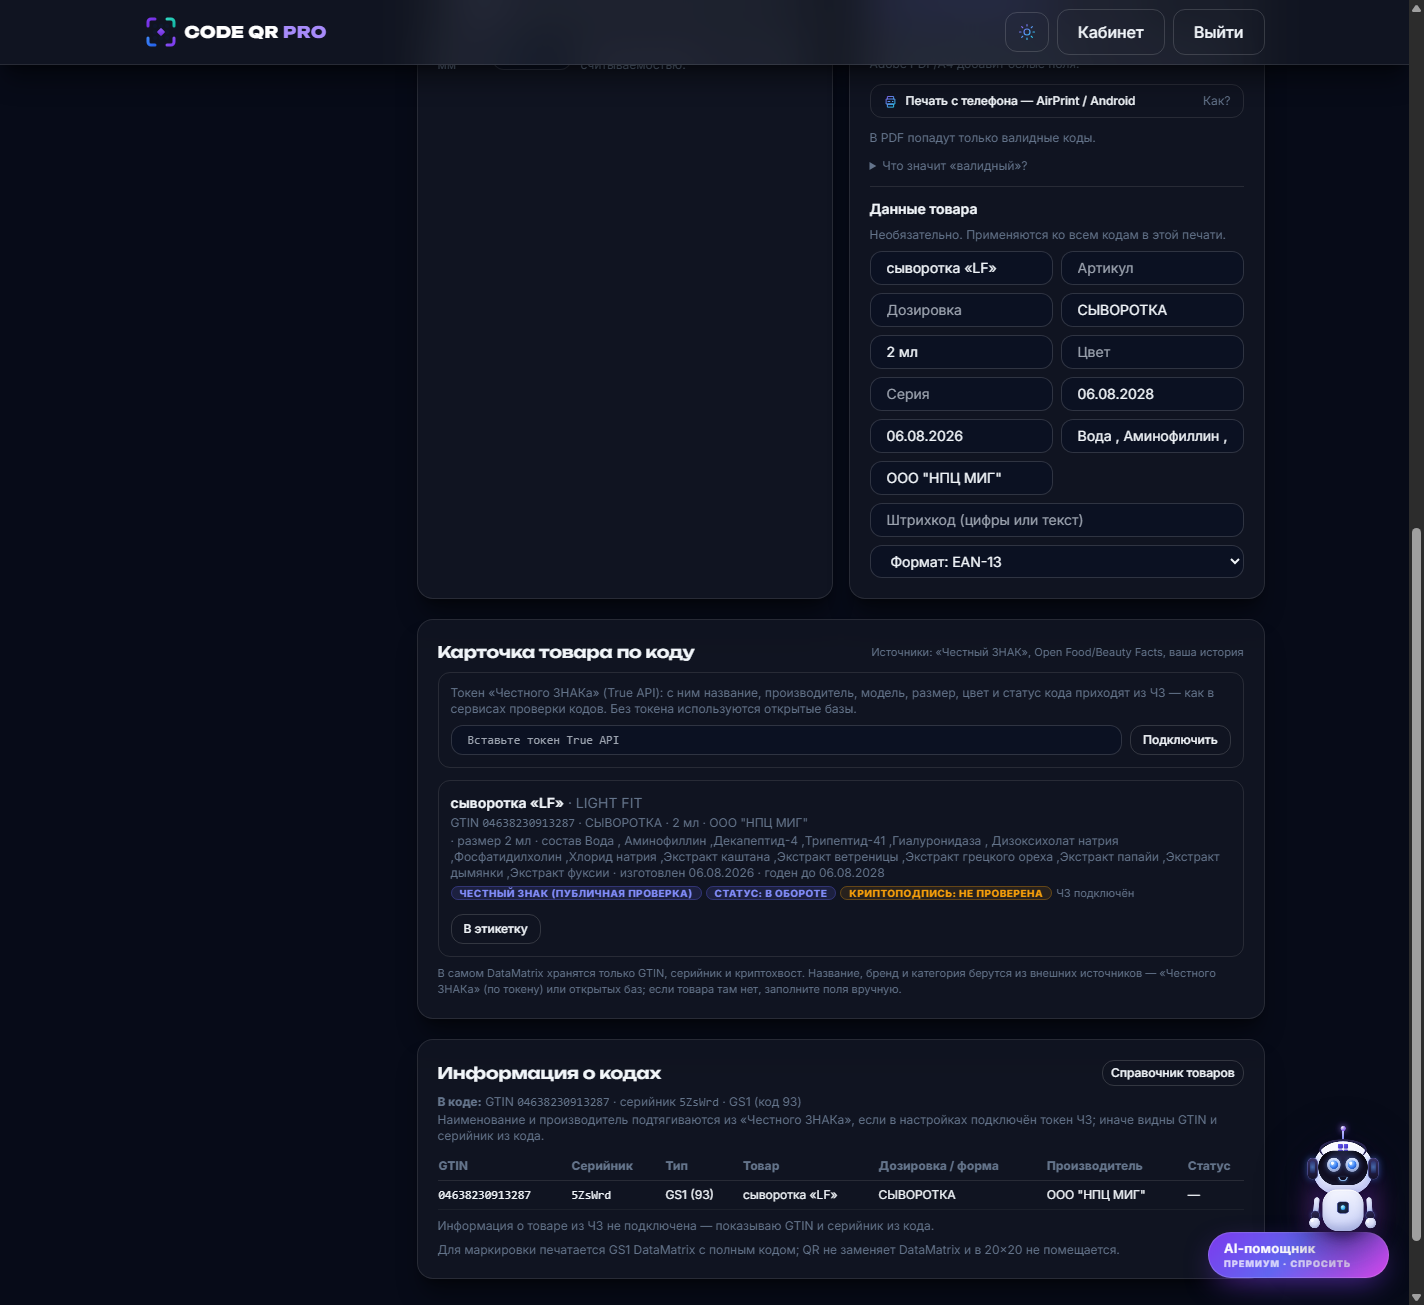 CODE QR PRO
Кабинет
Выйти
мм
считываемостью.
Adobe PDF/A4 добавит белые поля.
Печать с телефона — AirPrint / Android
Как?
В PDF попадут только валидные коды.
▶ Что значит «валидный»?
Данные товара
Необязательно. Применяются ко всем кодам в этой печати.
сыворотка «LF»
Артикул
Дозировка
СЫВОРОТКА
2 мл
Цвет
Серия
06.08.2028
06.08.2026
Вода , Аминофиллин ,
ООО "НПЦ МИГ"
Штрихкод (цифры или текст)
Формат: EAN-13
Карточка товара по коду
Источники: «Честный ЗНАК», Open Food/Beauty Facts, ваша история
Токен «Честного ЗНАКа» (True API): с ним название, производитель, модель, размер, цвет и статус кода приходят из ЧЗ — как в
сервисах проверки кодов. Без токена используются открытые базы.
Вставьте токен True API
Подключить
сыворотка «LF» · LIGHT FIT
GTIN 04638230913287 · СЫВОРОТКА · 2 мл · ООО "НПЦ МИГ"
· размер 2 мл · состав Вода , Аминофиллин ,Декапептид-4 ,Трипептид-41 ,Гиалуронидаза , Дизоксихолат натрия
,Фосфатидилхолин ,Хлорид натрия ,Экстракт каштана ,Экстракт ветреницы ,Экстракт грецкого ореха ,Экстракт папайи ,Экстракт
дымянки ,Экстракт фуксии · изготовлен 06.08.2026 · годен до 06.08.2028
ЧЕСТНЫЙ ЗНАК (ПУБЛИЧНАЯ ПРОВЕРКА)
СТАТУС: В ОБОРОТЕ
КРИПТОПОДПИСЬ: НЕ ПРОВЕРЕНА
ЧЗ подключён
В этикетку
В самом DataMatrix хранятся только GTIN, серийник и криптохвост. Название, бренд и категория берутся из внешних источников — «Честного
ЗНАКа» (по токену) или открытых баз; если товара там нет, заполните поля вручную.
Информация о кодах
Справочник товаров
В коде: GTIN 04638230913287 · серийник 5ZsWrd · GS1 (код 93)
Наименование и производитель подтягиваются из «Честного ЗНАКа», если в настройках подключён токен ЧЗ; иначе видны GTIN и
серийник из кода.
GTIN Серийник Тип Товар Дозировка / форма Производитель Статус
04638230913287 5ZsWrd GS1 (93) сыворотка «LF» СЫВОРОТКА ООО "НПЦ МИГ" —
Информация о товаре из ЧЗ не подключена — показываю GTIN и серийник из кода.
Для маркировки печатается GS1 DataMatrix с полным кодом; QR не заменяет DataMatrix и в 20×20 не помещается.
AI-помощник
ПРЕМИУМ · СПРОСИТЬ